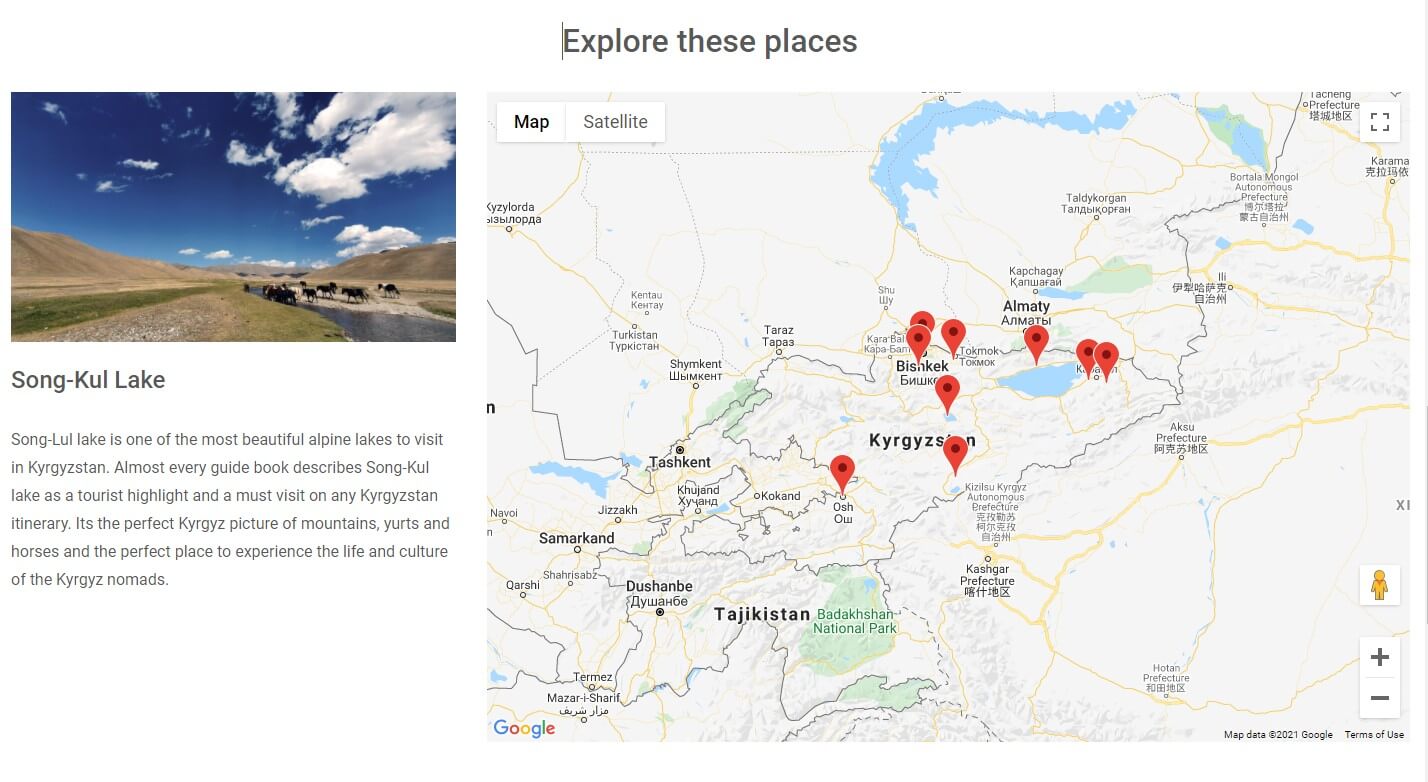 Explore these places
Song-Kul Lake
Song-Lul lake is one of the most beautiful alpine lakes to visit
in Kyrgyzstan. Almost every guide book describes Song-Kul
lake as a tourist highlight and a must visit on any Kyrgyzstan
itinerary. Its the perfect Kyrgyz picture of mountains, yurts and
horses and the perfect place to experience the life and culture
of the Kyrgyz nomads.
Map
Satellite
Tacheng
Prefecture
塔城地区
Karama
克拉玛依
Bortala Mongol
Autonomous
Prefecture
博尔塔拉
蒙古自治州
Taldykorgan
Талдықорған
Kyzylorda
ызылорда
Kapchagay
Қапшағай
Ili
伊犁哈萨克
自治州
Kentau
Кентау
Shu
Шу
Almaty
Алматы
Turkistan
Түркістан
Taraz
Тараз
Kara-Bal
Кара-Балт
Tokmok
Токмок
Shymkent
Шымкент
Bishkek
Бишке
n
Aksu
阿克苏地区
Kyrgyzstan
Tashkent
Khujand
Хучанд
Kokand
Osh
Ош
Kizilsu Kyrgyz
Autonomous
Prefecture
克孜勒苏
柯尔克孜
自治州
Navoi
Jizzakh
Samarkand
Kashgar
Prefecture
喀什地区
Qarshi
Shahrisabz
Dushanbe
Душанбе
Tajikistan
Badakhshan
National Park
Hotan
Prefecture
和田地区
Termez
Mazar-i-Sharif
مزار شریف
Google
Map data ©2021 Google
Terms of Use